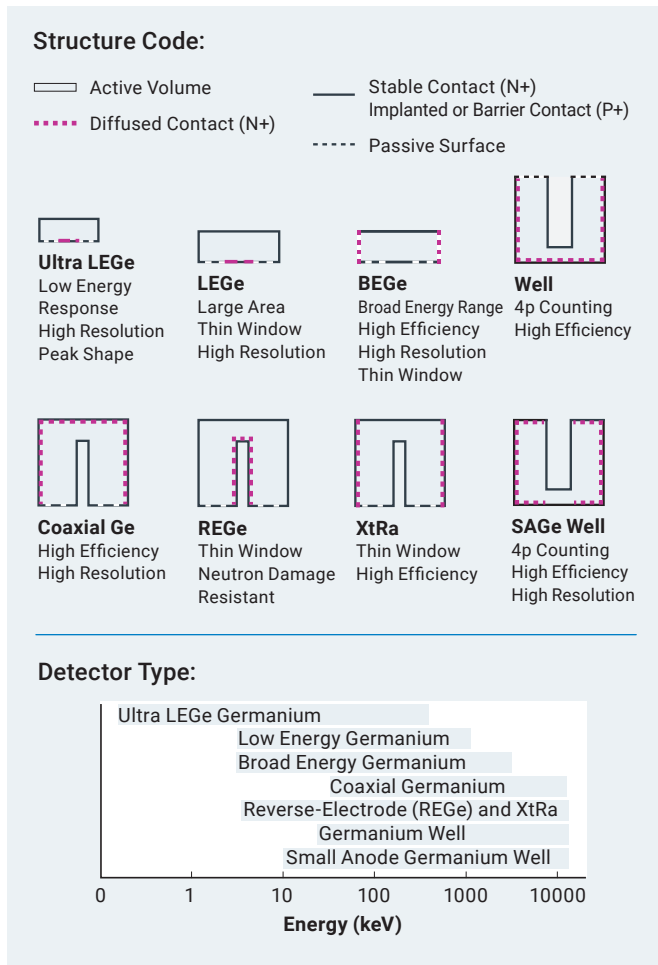 Structure Code:
Active Volume
Diffused Contact (N+)
Stable Contact (N+)
Implanted or Barrier Contact (P+)
Passive Surface
Ultra LEGe
Low Energy
Response
High Resolution
Peak Shape
LEGe
Large Area
Thin Window
High Resolution
BEGe
Broad Energy Range
High Efficiency
High Resolution
Thin Window
Well
4p Counting
High Efficiency
Coaxial Ge
High Efficiency
High Resolution
REGe
Thin Window
Neutron Damage
Resistant
XtRa
Thin Window
High Efficiency
SAGe Well
4p Counting
High Efficiency
High Resolution
Detector Type:
Ultra LEGe Germanium
Low Energy Germanium
Broad Energy Germanium
Coaxial Germanium
Reverse-Electrode (REGe) and XtRa
Germanium Well
Small Anode Germanium Well
0 1 10 100 1000 10000
Energy (keV)